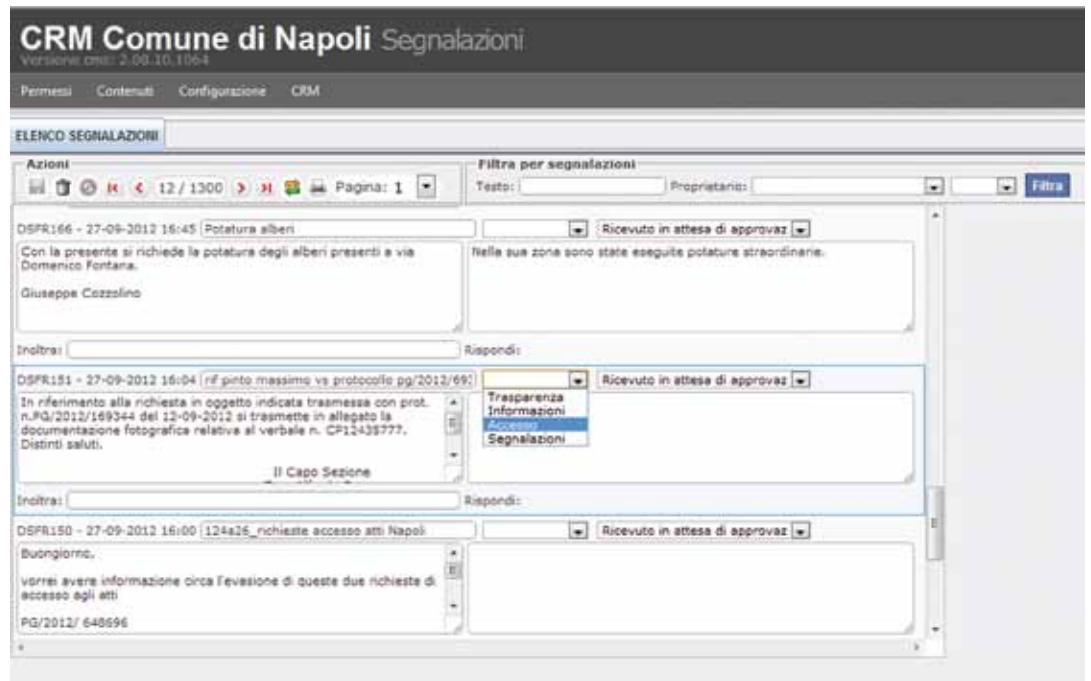 CRM Comune di Napoli Segnalazioni
Versione cms: 2.08.10.1064
Permessi Contenuti Configurazione CRM
ELENCO SEGNALAZIONI
Azioni
Filtra per segnalazioni
12 / 1300 Pagina: 1
Testo: Proprietario: Filtra
DSFR166 - 27-09-2012 16:45 Potatura alberi
Ricevuto in attesa di approvaz
Con la presente si richiede la potatura degli alberi presenti a via
Domenico Fontana.
Giuseppe Cozzolino
Nella sua zona sono state eseguite potature straordinarie.
Inoltra: Rispondi:
DSFR151 - 27-09-2012 16:04 rif pinto massimo vs protocollo pg/2012/69
Ricevuto in attesa di approvaz
In riferimento alla richiesta in oggetto indicata trasmessa con prot.
n.PG/2012/169344 del 12-09-2012 si trasmette in allegato la
documentazione fotografica relativa al verbale n. CP12435777.
Distinti saluti.
Il Capo Sezione
Trasparenza
Informazioni
Accesso
Segnalazioni
Inoltra: Rispondi:
DSFR150 - 27-09-2012 16:00 124a26_richieste accesso atti Napoli
Ricevuto in attesa di approvaz
Buongiorno,
vorrei avere informazione circa l'evasione di queste due richieste di
accesso agli atti
PG/2012/ 648696